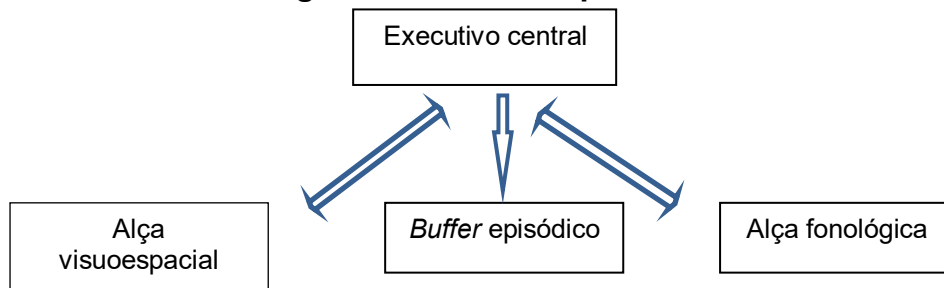 Executivo central
Alça
visuoespacial
Buffer episódico
Alça fonológica